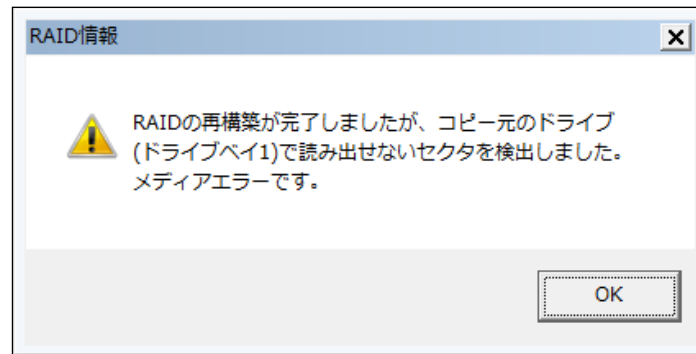 RAID情報
RAIDの再構築が完了しましたが、コピー元のドライブ
(ドライブベイ1)で読み出せないセクタを検出しました。
メディアエラーです。
OK